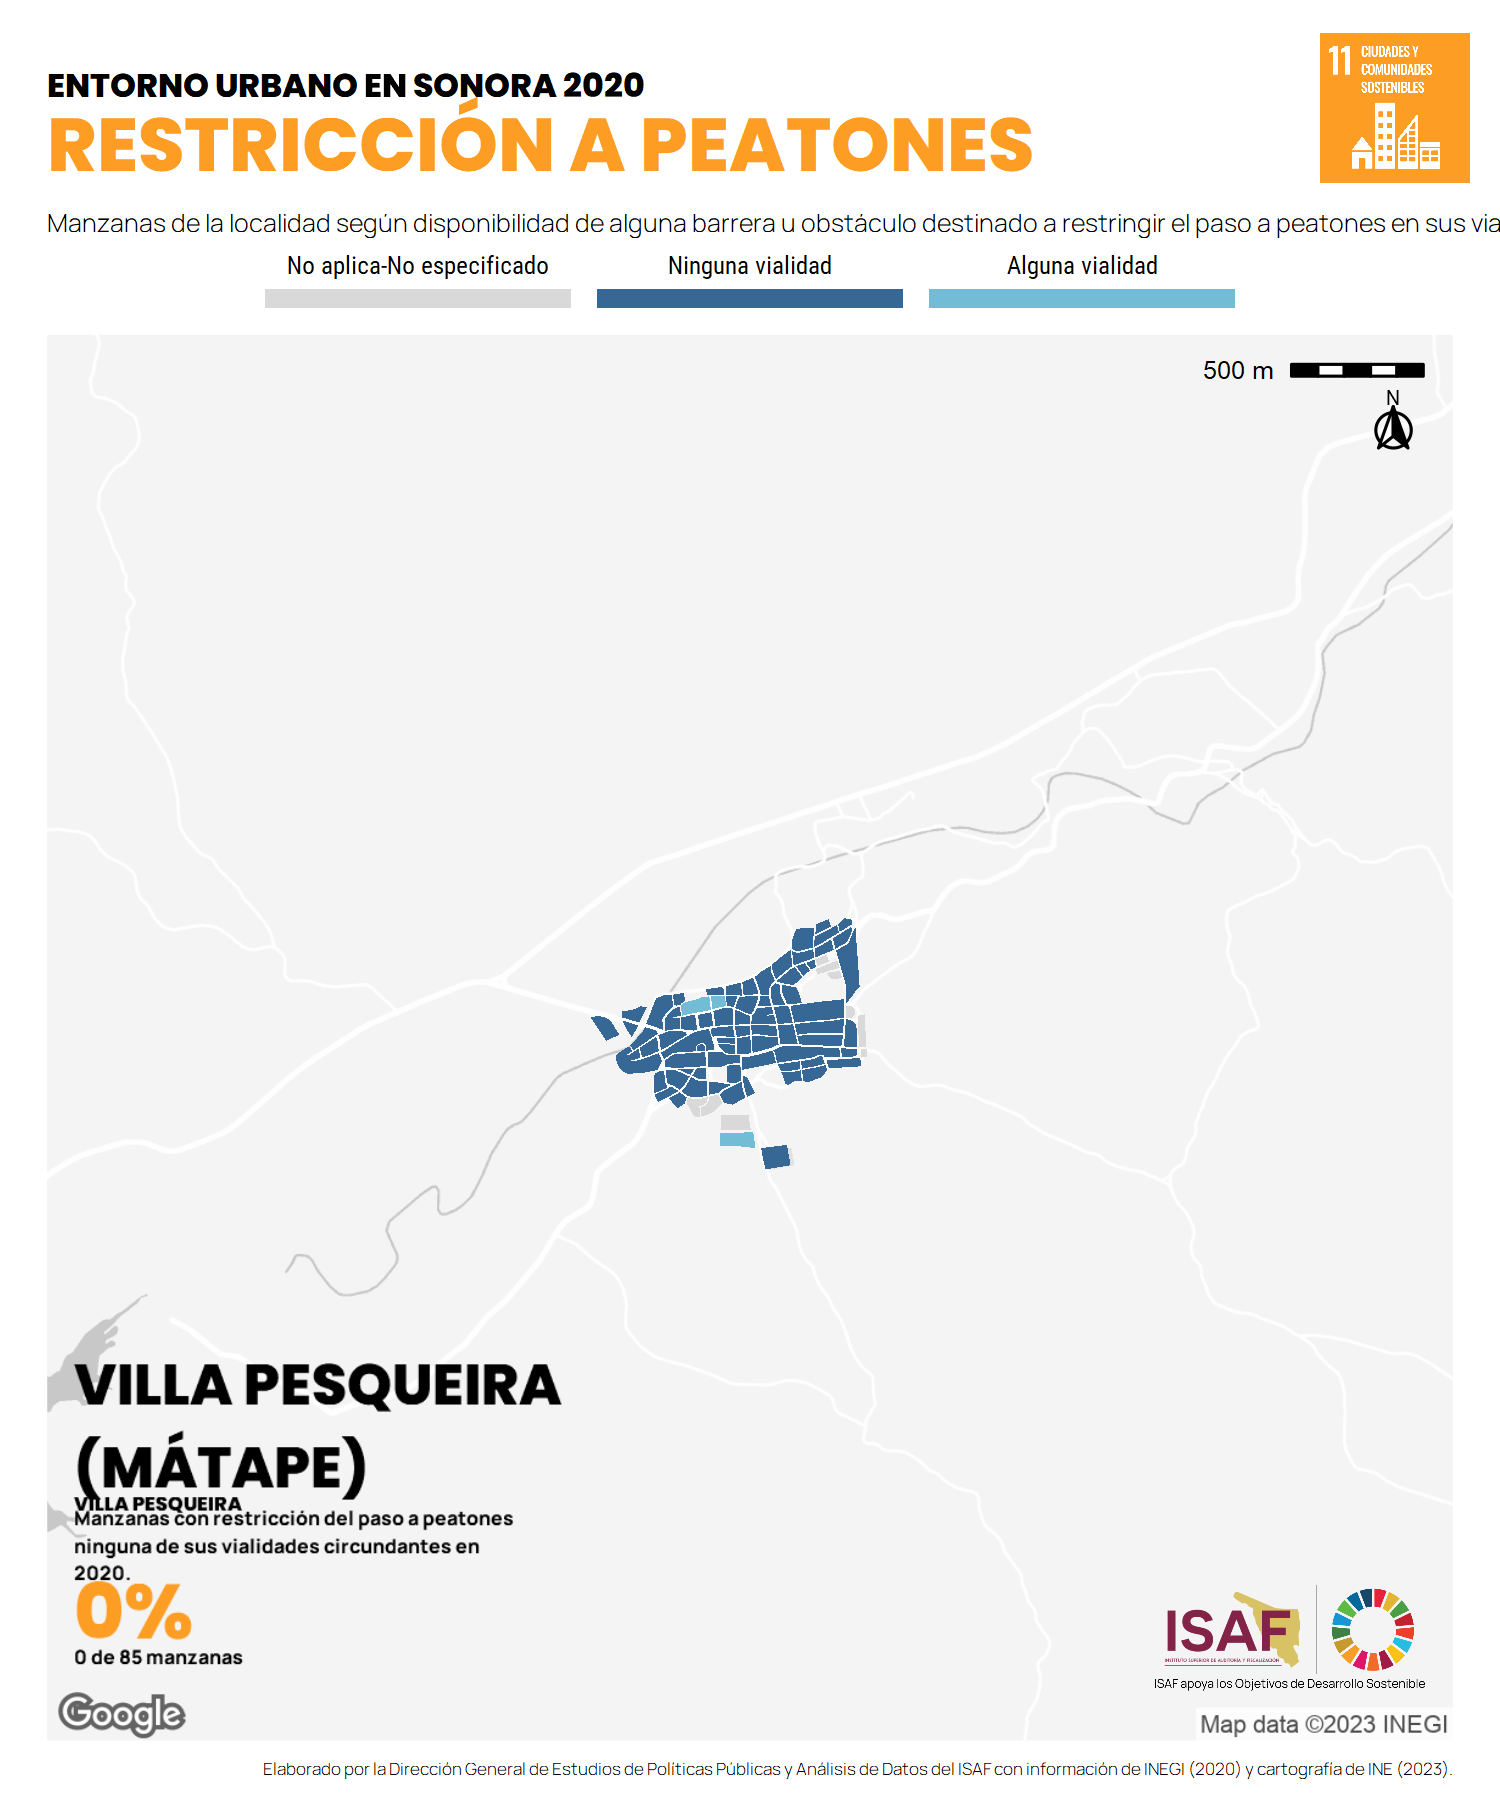 ENTORNO URBANO EN SONORA 2020
RESTRICCIÓN A PEATONES
11 CIUDADES Y
COMUNIDADES
SOSTENIBLES
Manzanas de la localidad según disponibilidad de alguna barrera u obstáculo destinado a restringir el paso a peatones en sus via
No aplica-No especificado
Ninguna vialidad
Alguna vialidad
500 m
N
VILLA PESQUEIRA
(MÁTAPE)
VILLA PESQUEIRA
Manzanas con restricción del paso a peatones
ninguna de sus vialidades circundantes en
2020.
0%
0 de 85 manzanas
ISAF
INSTITUTO SUPERIOR DE AUDITORÍA Y FISCALIZACIÓN
ISAF apoya los Objetivos de Desarrollo Sostenible
Google
Map data ©2023 INEGI
Elaborado por la Dirección General de Estudios de Políticas Públicas y Análisis de Datos del ISAF con información de INEGI (2020) y cartografía de INE (2023).